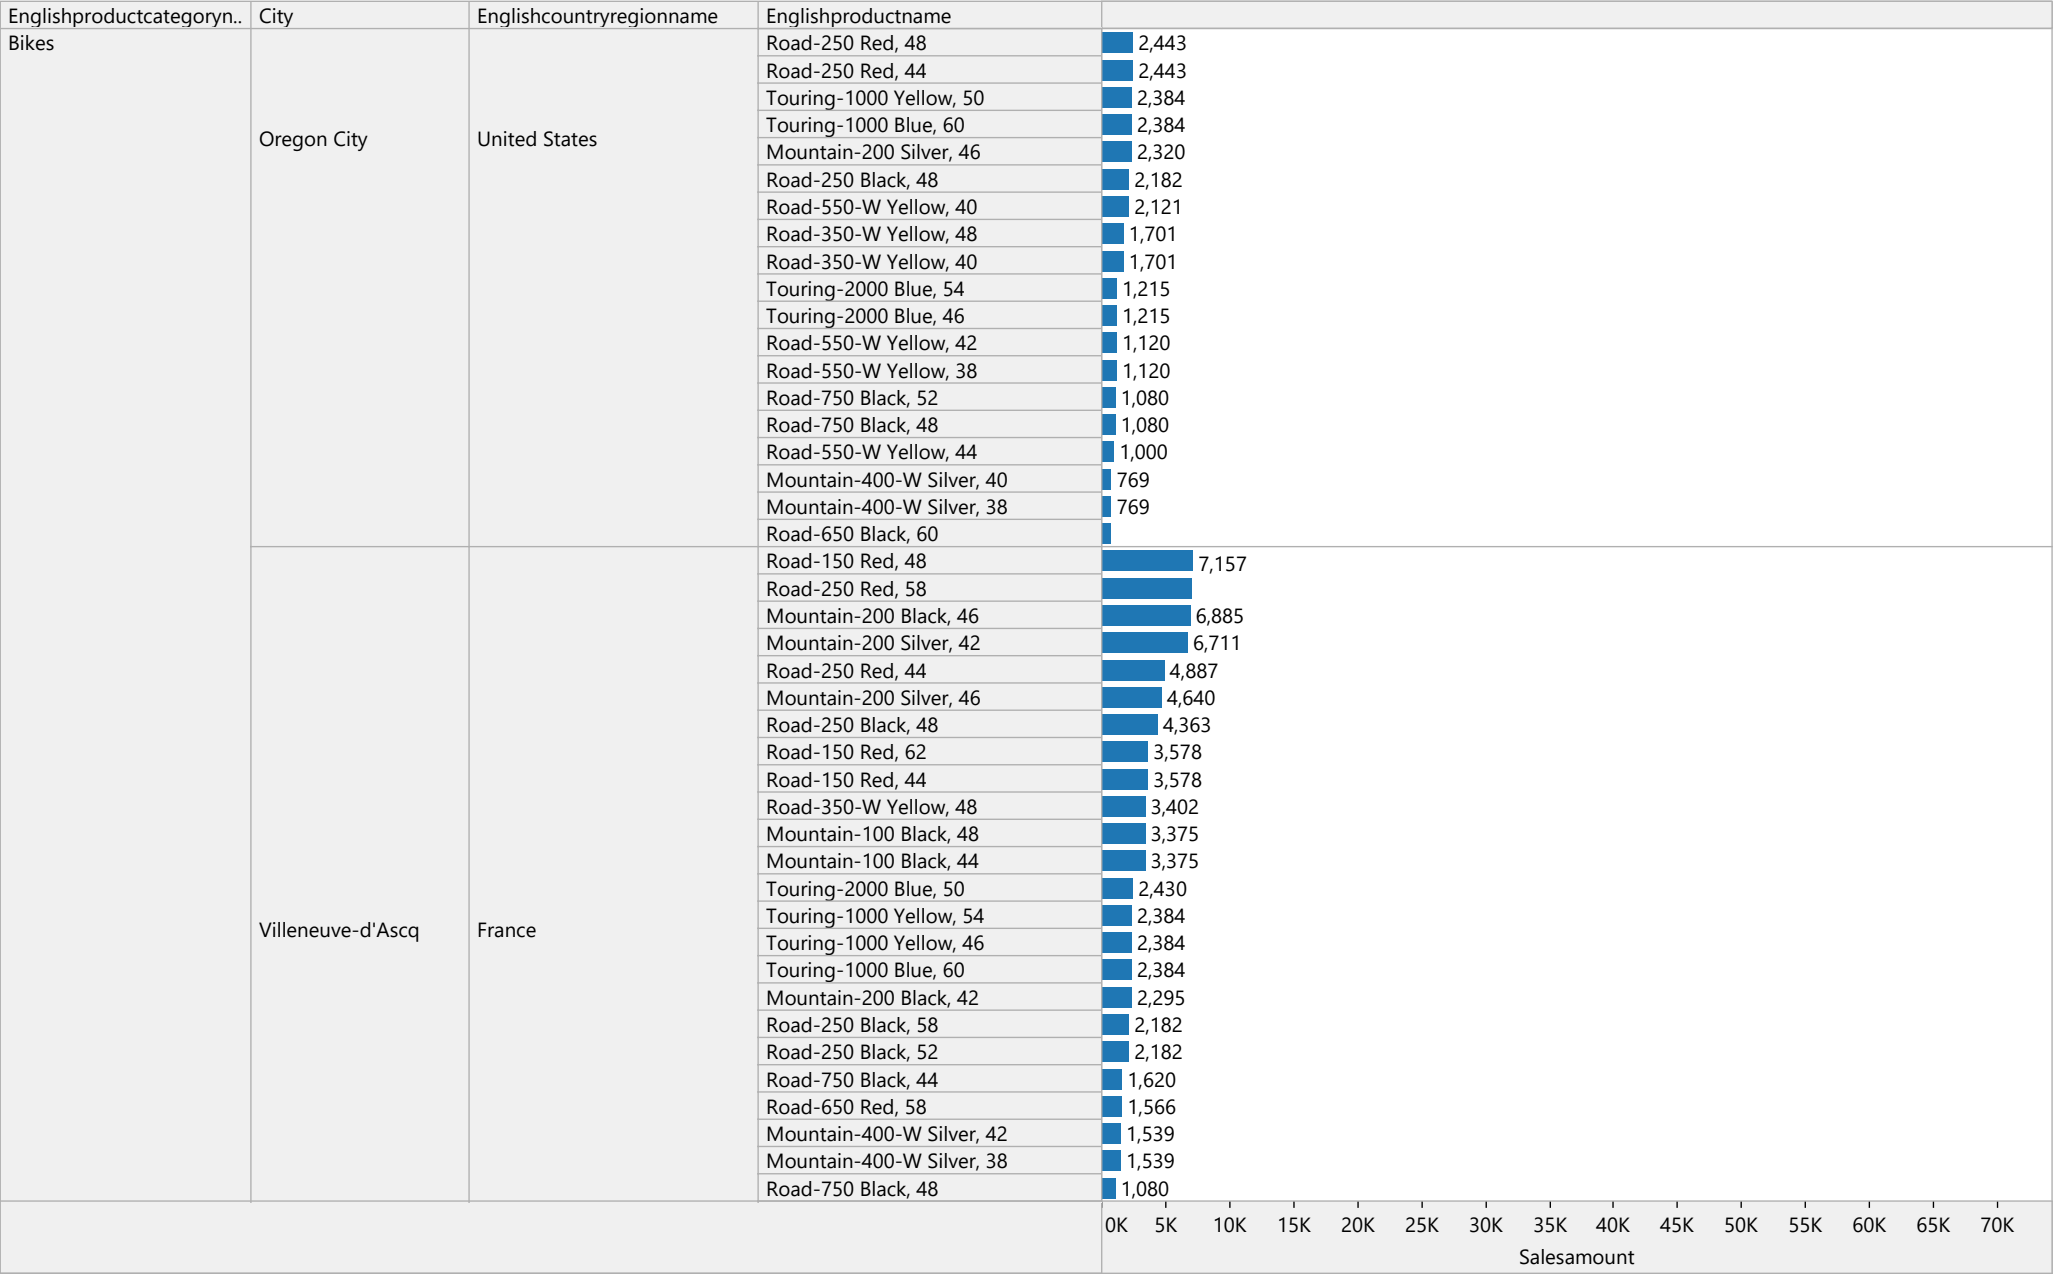 Englishproductcategoryn.. City Englishcountryregionname Englishproductname
Bikes Road-250 Red, 48 2,443
Road-250 Red, 44 2,443
Touring-1000 Yellow, 50 2,384
Touring-1000 Blue, 60 2,384
Oregon City United States
Mountain-200 Silver, 46 2,320
Road-250 Black, 48 2,182
Road-550-W Yellow, 40 2,121
Road-350-W Yellow, 48 1,701
Road-350-W Yellow, 40 1,701
Touring-2000 Blue, 54 1,215
Touring-2000 Blue, 46 1,215
Road-550-W Yellow, 42 1,120
Road-550-W Yellow, 38 1,120
Road-750 Black, 52 1,080
Road-750 Black, 48 1,080
Road-550-W Yellow, 44 1,000
Mountain-400-W Silver, 40 769
Mountain-400-W Silver, 38 769
Road-650 Black, 60
Road-150 Red, 48 7,157
Road-250 Red, 58
Mountain-200 Black, 46 6,885
Mountain-200 Silver, 42 6,711
Road-250 Red, 44 4,887
Mountain-200 Silver, 46 4,640
Road-250 Black, 48 4,363
Road-150 Red, 62 3,578
Road-150 Red, 44 3,578
Road-350-W Yellow, 48 3,402
Mountain-100 Black, 48 3,375
Mountain-100 Black, 44 3,375
Touring-2000 Blue, 50 2,430
Touring-1000 Yellow, 54 2,384
Villeneuve-d'Ascq France
Touring-1000 Yellow, 46 2,384
Touring-1000 Blue, 60 2,384
Mountain-200 Black, 42 2,295
Road-250 Black, 58 2,182
Road-250 Black, 52 2,182
Road-750 Black, 44 1,620
Road-650 Red, 58 1,566
Mountain-400-W Silver, 42 1,539
Mountain-400-W Silver, 38 1,539
Road-750 Black, 48 1,080
0K 5K 10K 15K 20K 25K 30K 35K 40K 45K 50K 55K 60K 65K 70K
Salesamount